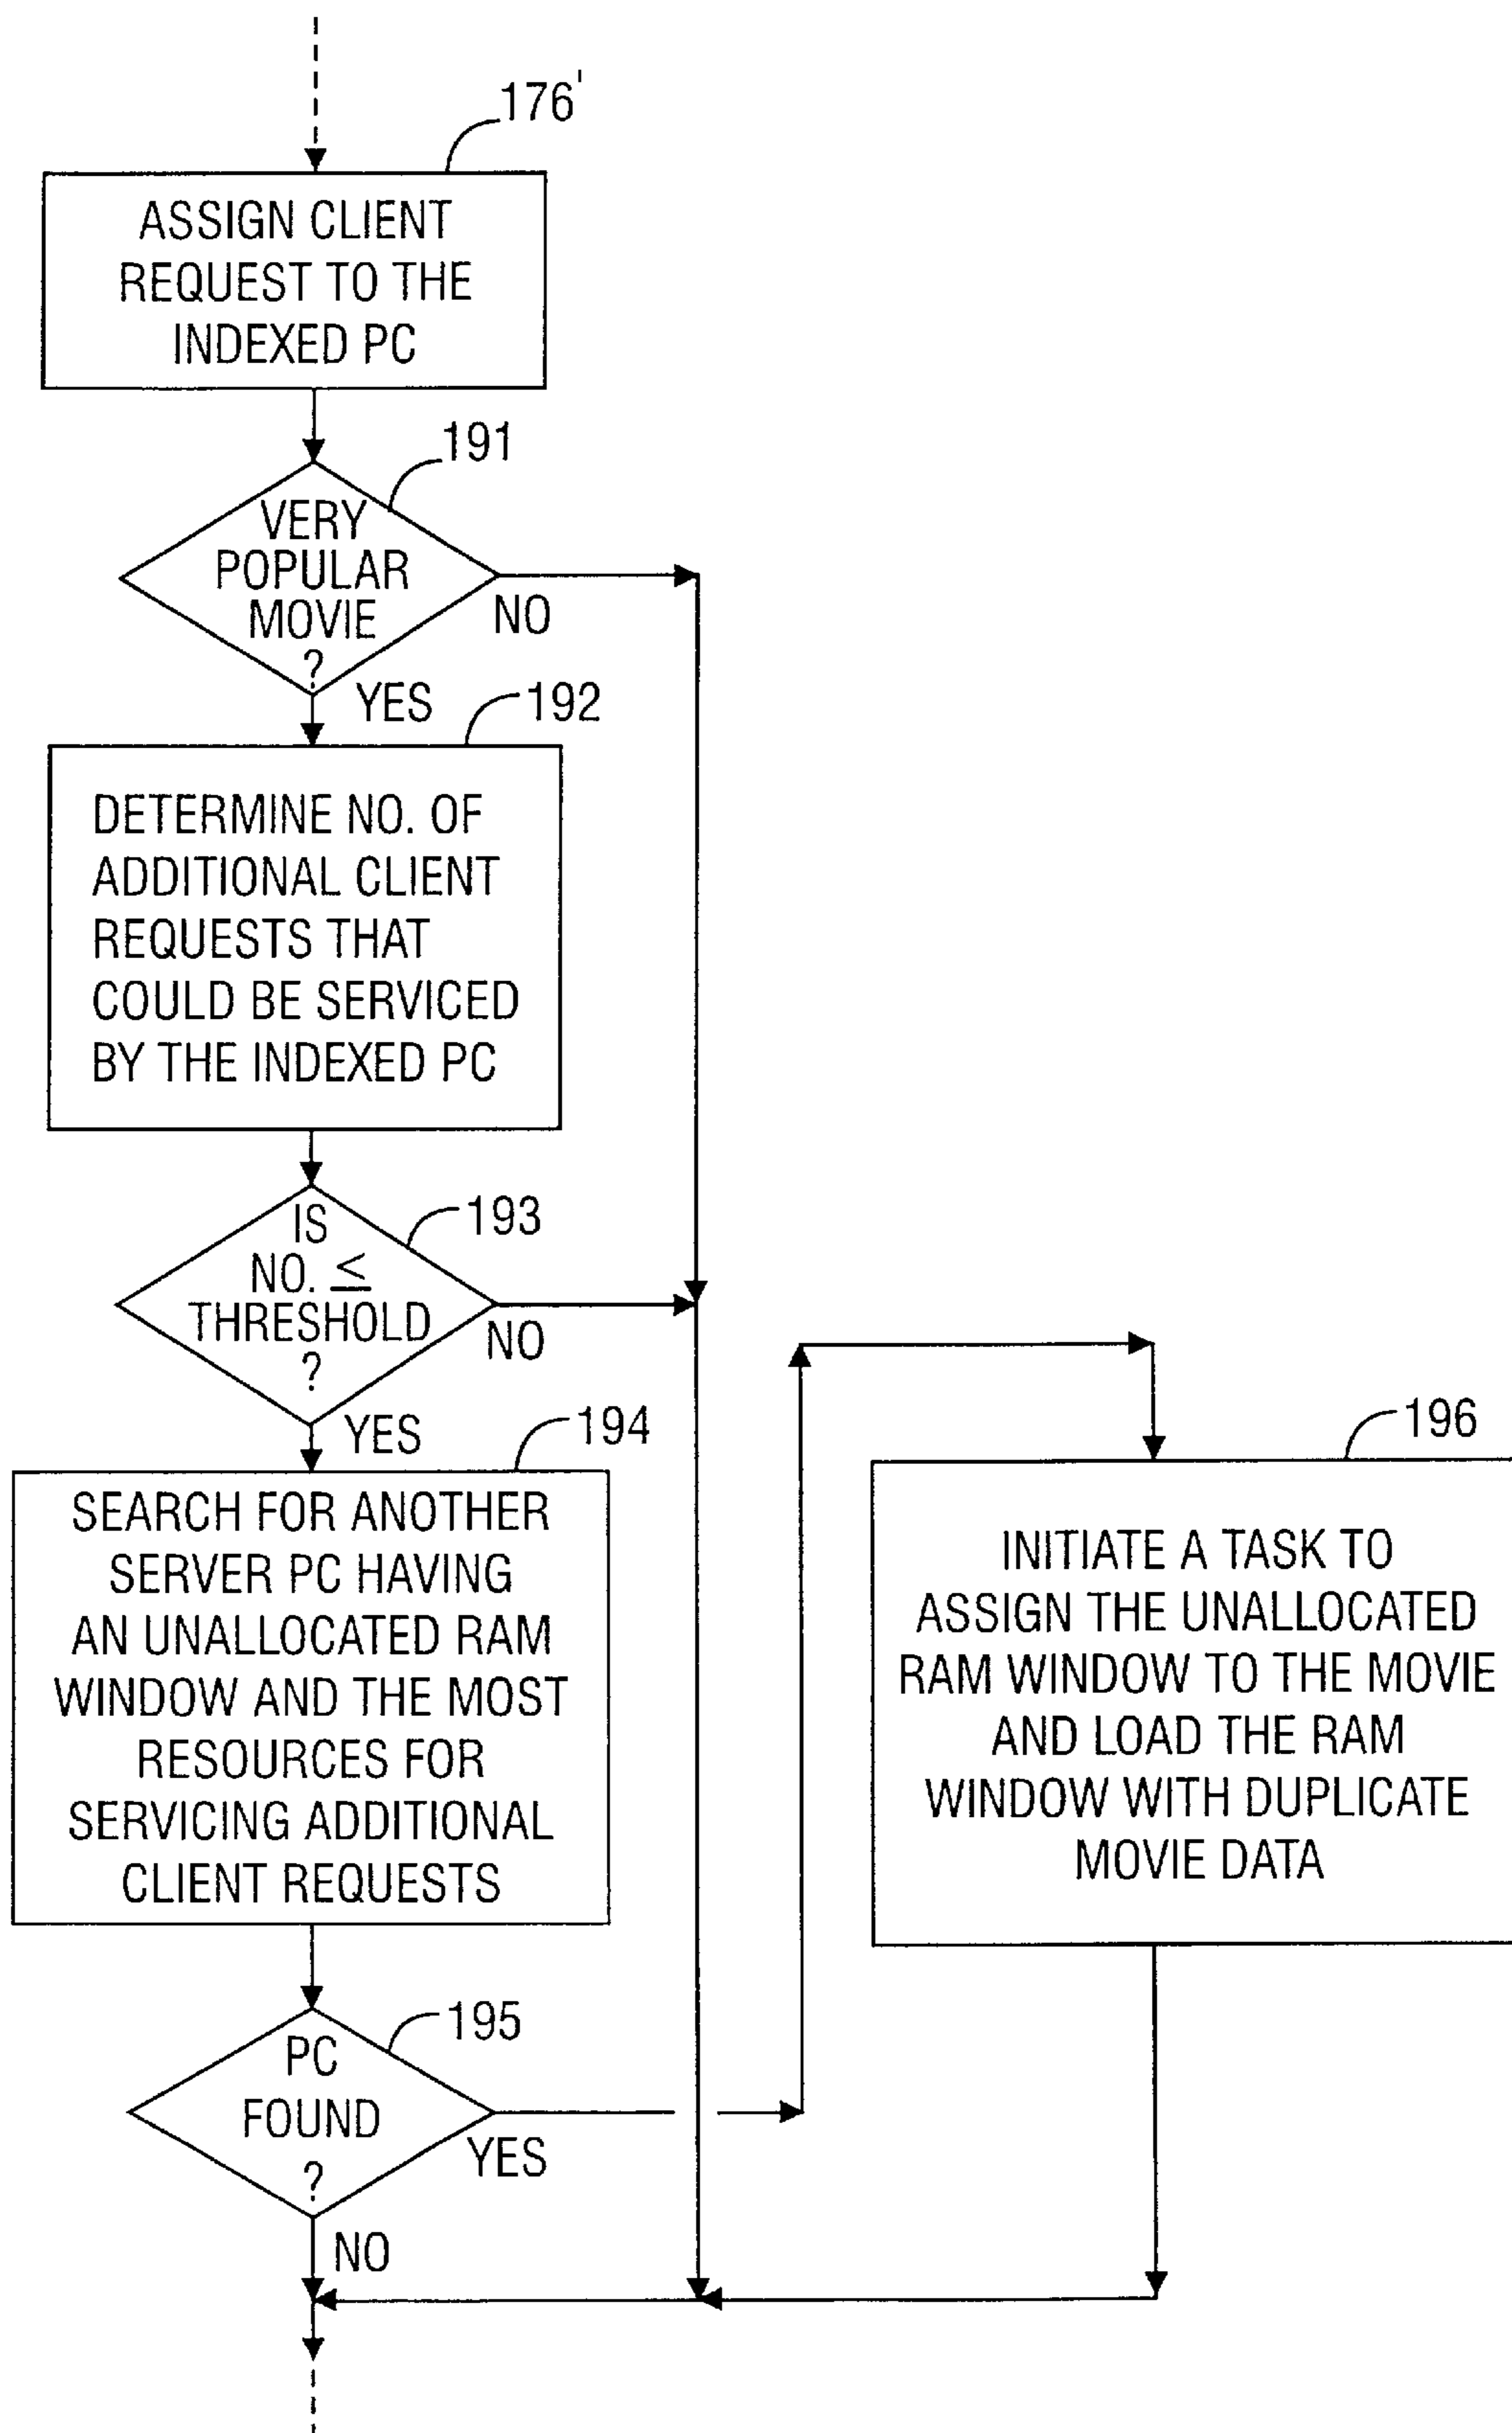 176'
ASSIGN CLIENT
REQUEST TO THE
INDEXED PC
191
VERY
POPULAR
MOVIE
?
NO
YES
192
DETERMINE NO. OF
ADDITIONAL CLIENT
REQUESTS THAT
COULD BE SERVICED
BY THE INDEXED PC
193
IS
NO. ≤
THRESHOLD
?
NO
YES
194
SEARCH FOR ANOTHER
SERVER PC HAVING
AN UNALLOCATED RAM
WINDOW AND THE MOST
RESOURCES FOR
SERVICING ADDITIONAL
CLIENT REQUESTS
196
INITIATE A TASK TO
ASSIGN THE UNALLOCATED
RAM WINDOW TO THE MOVIE
AND LOAD THE RAM
WINDOW WITH DUPLICATE
MOVIE DATA
195
PC
FOUND
?
YES
NO